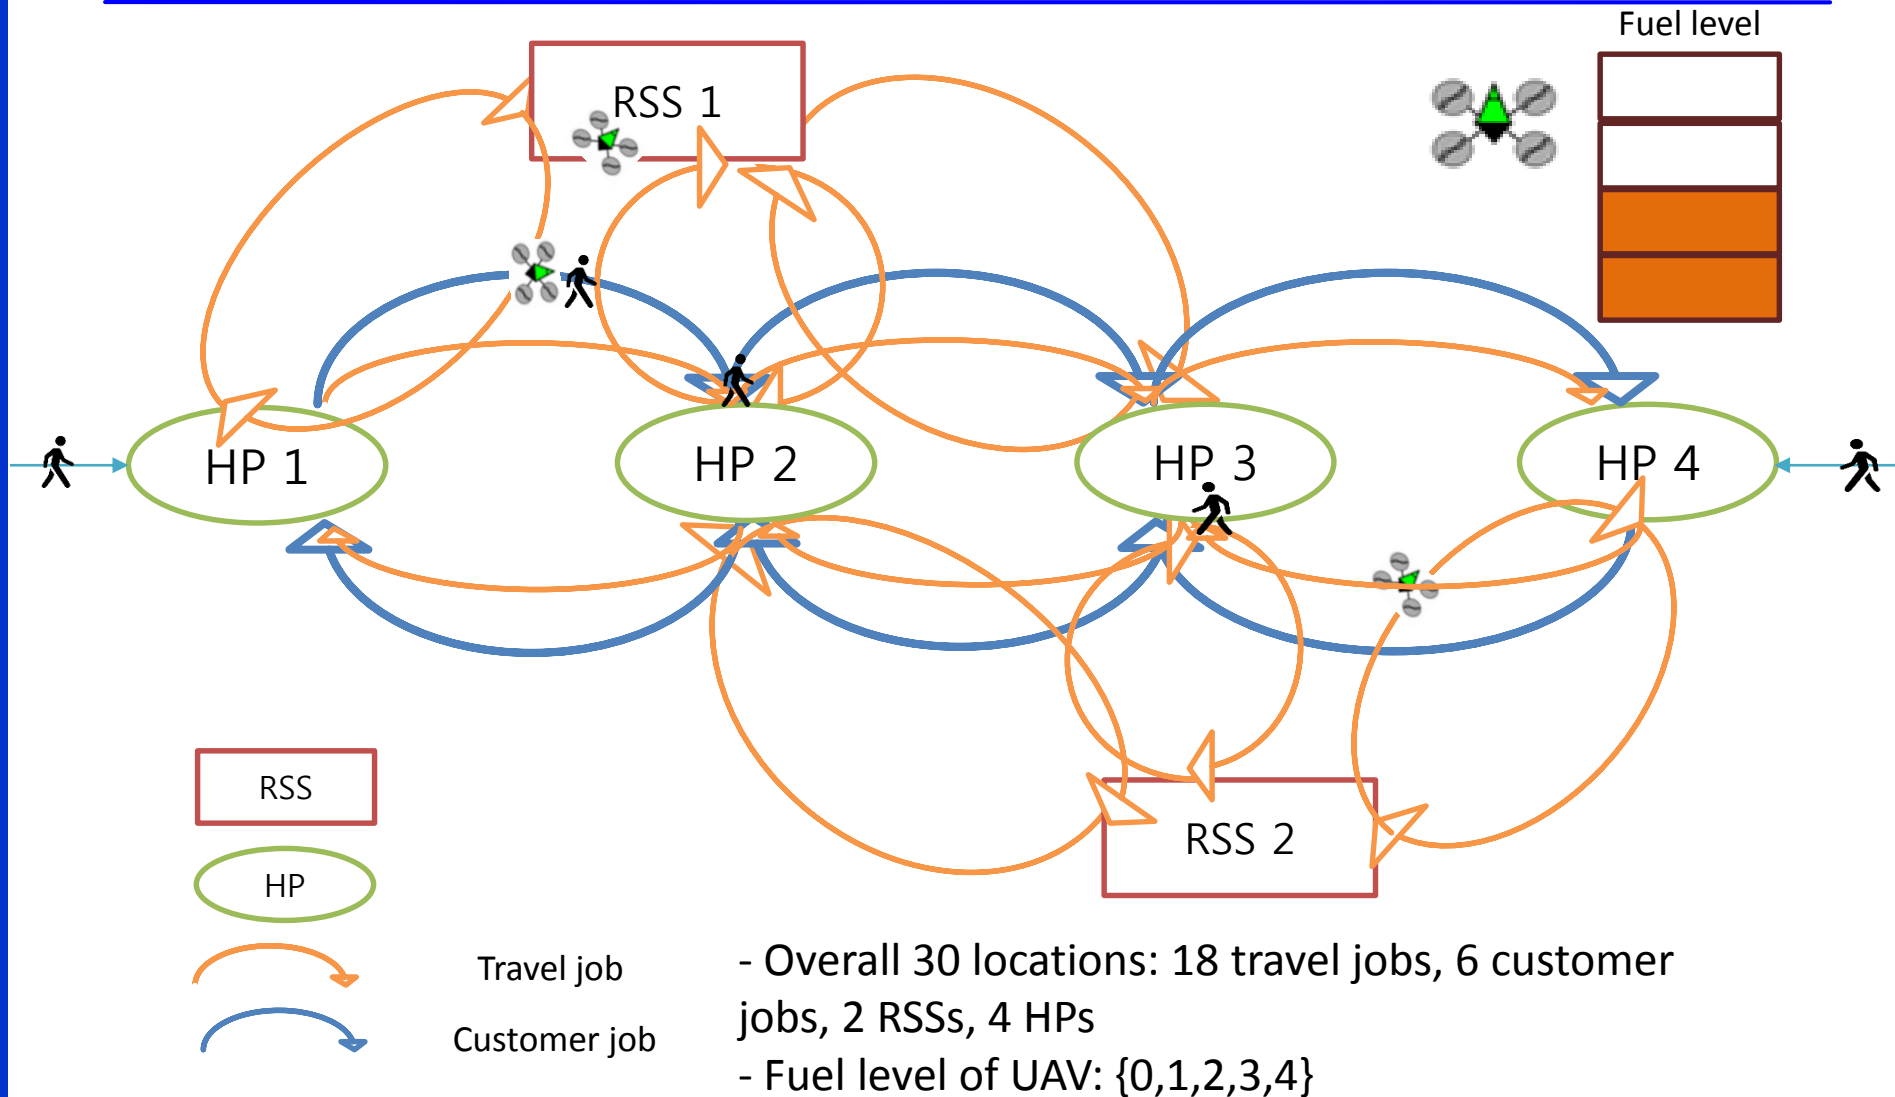 Fuel level
RSS 1
HP 1
HP 2
HP 3
HP 4
RSS
RSS 2
HP
Travel job
Customer job
- Overall 30 locations: 18 travel jobs, 6 customer
jobs, 2 RSSs, 4 HPs
- Fuel level of UAV: {0,1,2,3,4}